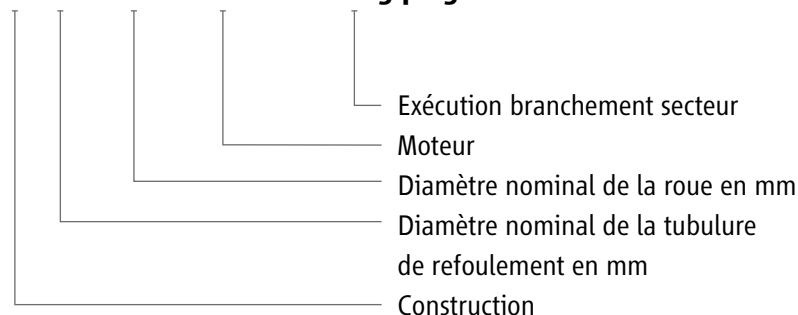 Exécution branchement secteur
Moteur
Diamètre nominal de la roue en mm
Diamètre nominal de la tubulure
de refoulement en mm
Construction